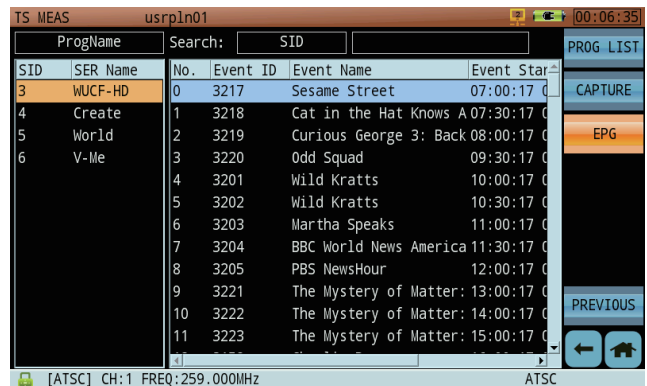 TS MEAS usrpln01 00:06:35
ProgName Search: SID PROG LIST
SID SER Name No. Event ID Event Name Event Star
3 WUCF-HD 0 3217 Sesame Street 07:00:17 CAPTURE
4 Create 1 3218 Cat in the Hat Knows A 07:30:17
5 World 2 3219 Curious George 3: Back 08:00:17 EPG
6 V-Me 3 3220 Odd Squad 09:30:17
4 3201 Wild Kratts 10:00:17
5 3202 Wild Kratts 10:30:17
6 3203 Martha Speaks 11:00:17
7 3204 BBC World News America 11:30:17
8 3205 PBS NewsHour 12:00:17
9 3221 The Mystery of Matter: 13:00:17
10 3222 The Mystery of Matter: 14:00:17 PREVIOUS
11 3223 The Mystery of Matter: 15:00:17
[ATSC] CH:1 FREQ:259.000MHz ATSC